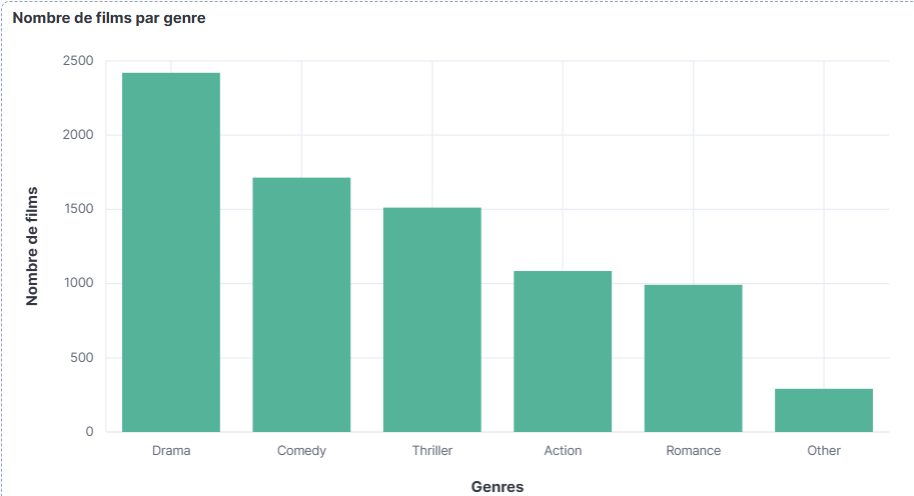 Nombre de films par genre
2500
2000
1500
1000
500
0
Nombre de films
Drama Comedy Thriller Action Romance Other
Genres